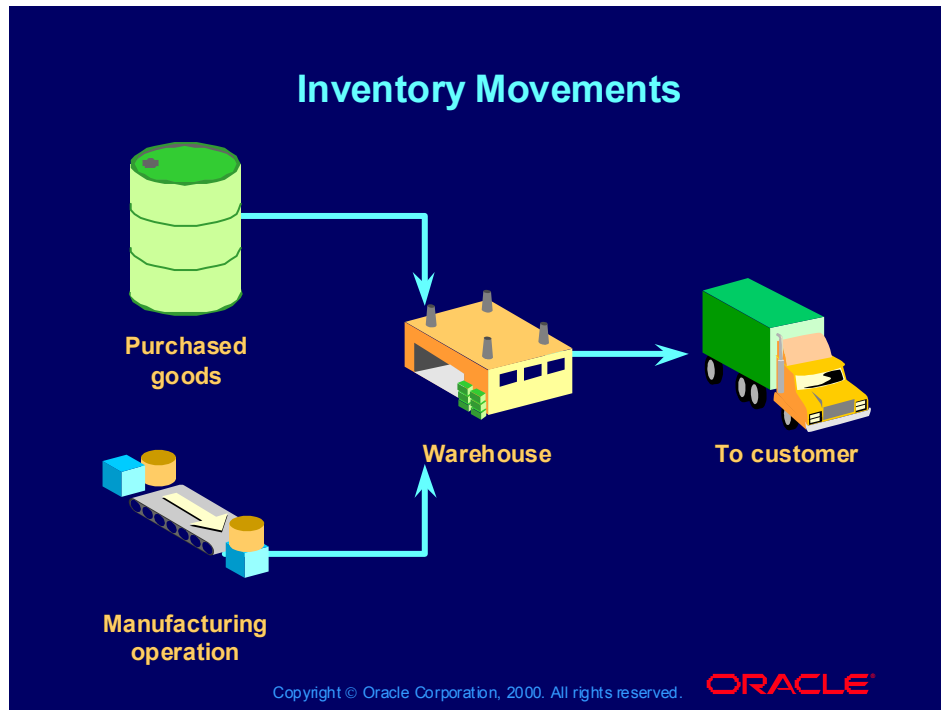 Inventory Movements
Purchased
goods
Warehouse
To customer
Manufacturing
operation
Copyright © Oracle Corporation, 2000. All rights reserved.
ORACLE®